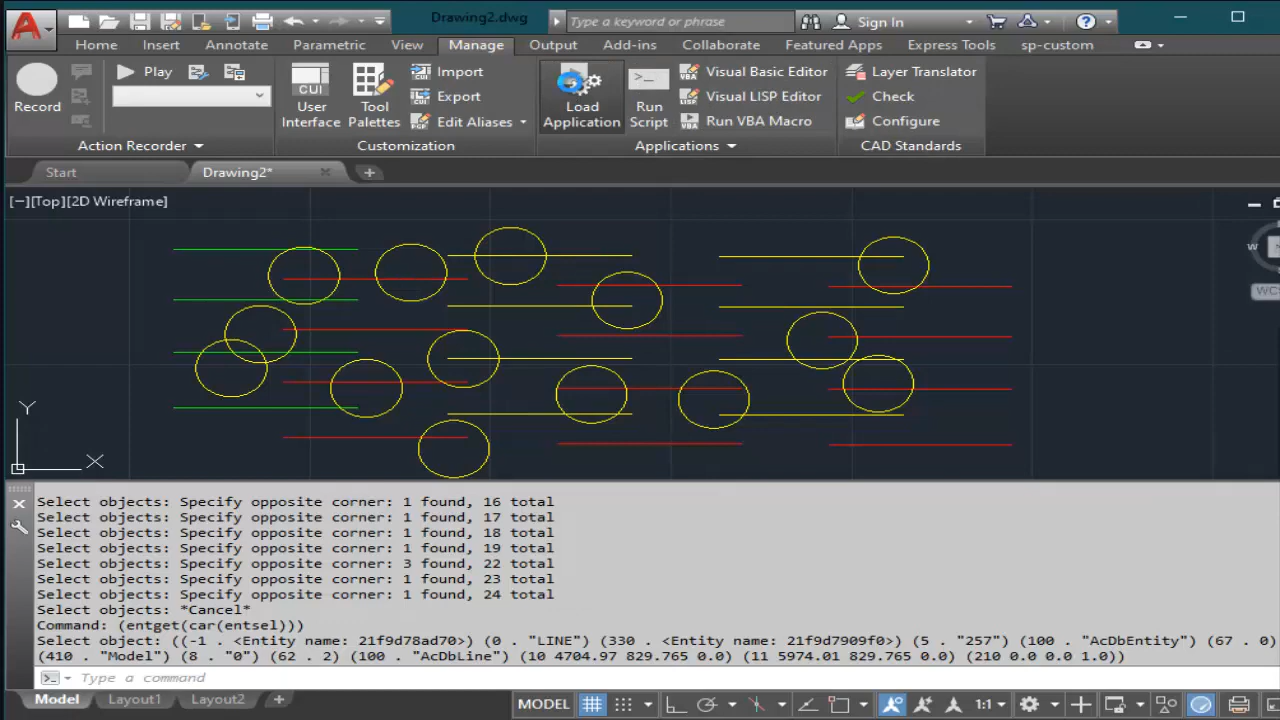 Drawing2.dwg
Type a keyword or phrase
Sign In
?
A
Home Insert Annotate Parametric View Manage Output Add-ins Collaborate Featured Apps Express Tools sp-custom
Record
Play
Action Recorder
CUI
User
Interface
Tool
Palettes
Import
Export
Edit Aliases
Customization
Load
Application
Run
Script
Visual Basic Editor
Visual LISP Editor
Run VBA Macro
Applications
Layer Translator
Check
Configure
CAD Standards
Start Drawing2*
[−][Top][2D Wireframe]
W
WCS
Y
X
Select objects: Specify opposite corner: 1 found, 16 total
Select objects: Specify opposite corner: 1 found, 17 total
Select objects: Specify opposite corner: 1 found, 18 total
Select objects: Specify opposite corner: 1 found, 19 total
Select objects: Specify opposite corner: 3 found, 22 total
Select objects: Specify opposite corner: 1 found, 23 total
Select objects: Specify opposite corner: 1 found, 24 total
Select objects: *Cancel*
Command: (entget(car(entsel)))
Select object: ((-1 . <Entity name: 21f9d78ad70>) (0 . "LINE") (330 . <Entity name: 21f9d7909f0>) (5 . "257") (100 . "AcDbEntity") (67 . 0)
(410 . "Model") (8 . "0") (62 . 2) (100 . "AcDbLine") (10 4704.97 829.765 0.0) (11 5974.01 829.765 0.0) (210 0.0 0.0 1.0))
Type a command
Model Layout1 Layout2 +
MODEL 1:1